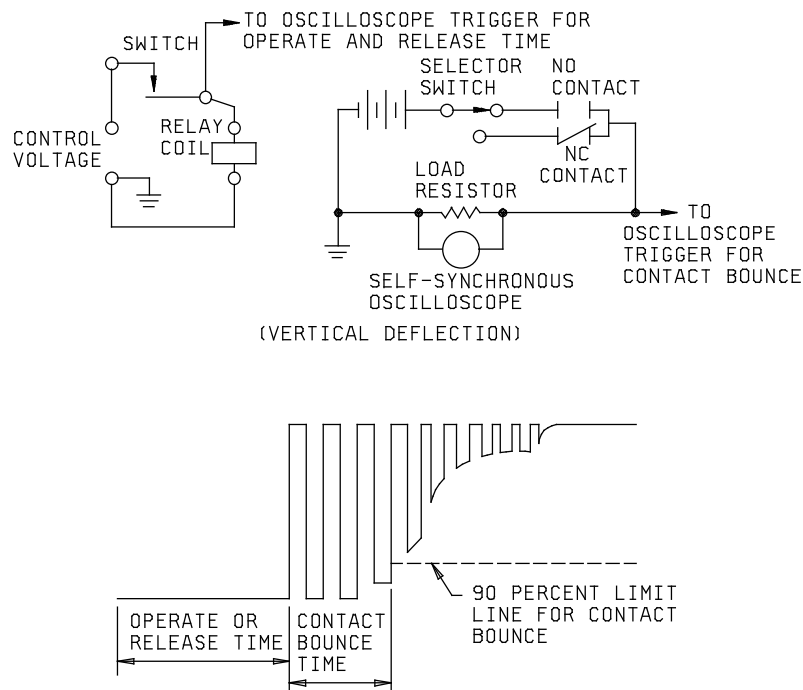 TO OSCILLOSCOPE TRIGGER FOR
OPERATE AND RELEASE TIME
SWITCH
SELECTOR
SWITCH
NO
CONTACT
RELAY
COIL
CONTROL
VOLTAGE
NC
CONTACT
LOAD
RESISTOR
TO
OSCILLOSCOPE
TRIGGER FOR
CONTACT BOUNCE
SELF-SYNCHRONOUS
OSCILLOSCOPE
(VERTICAL DEFLECTION)
90 PERCENT LIMIT
LINE FOR CONTACT
BOUNCE
OPERATE OR
RELEASE TIME
CONTACT
BOUNCE
TIME